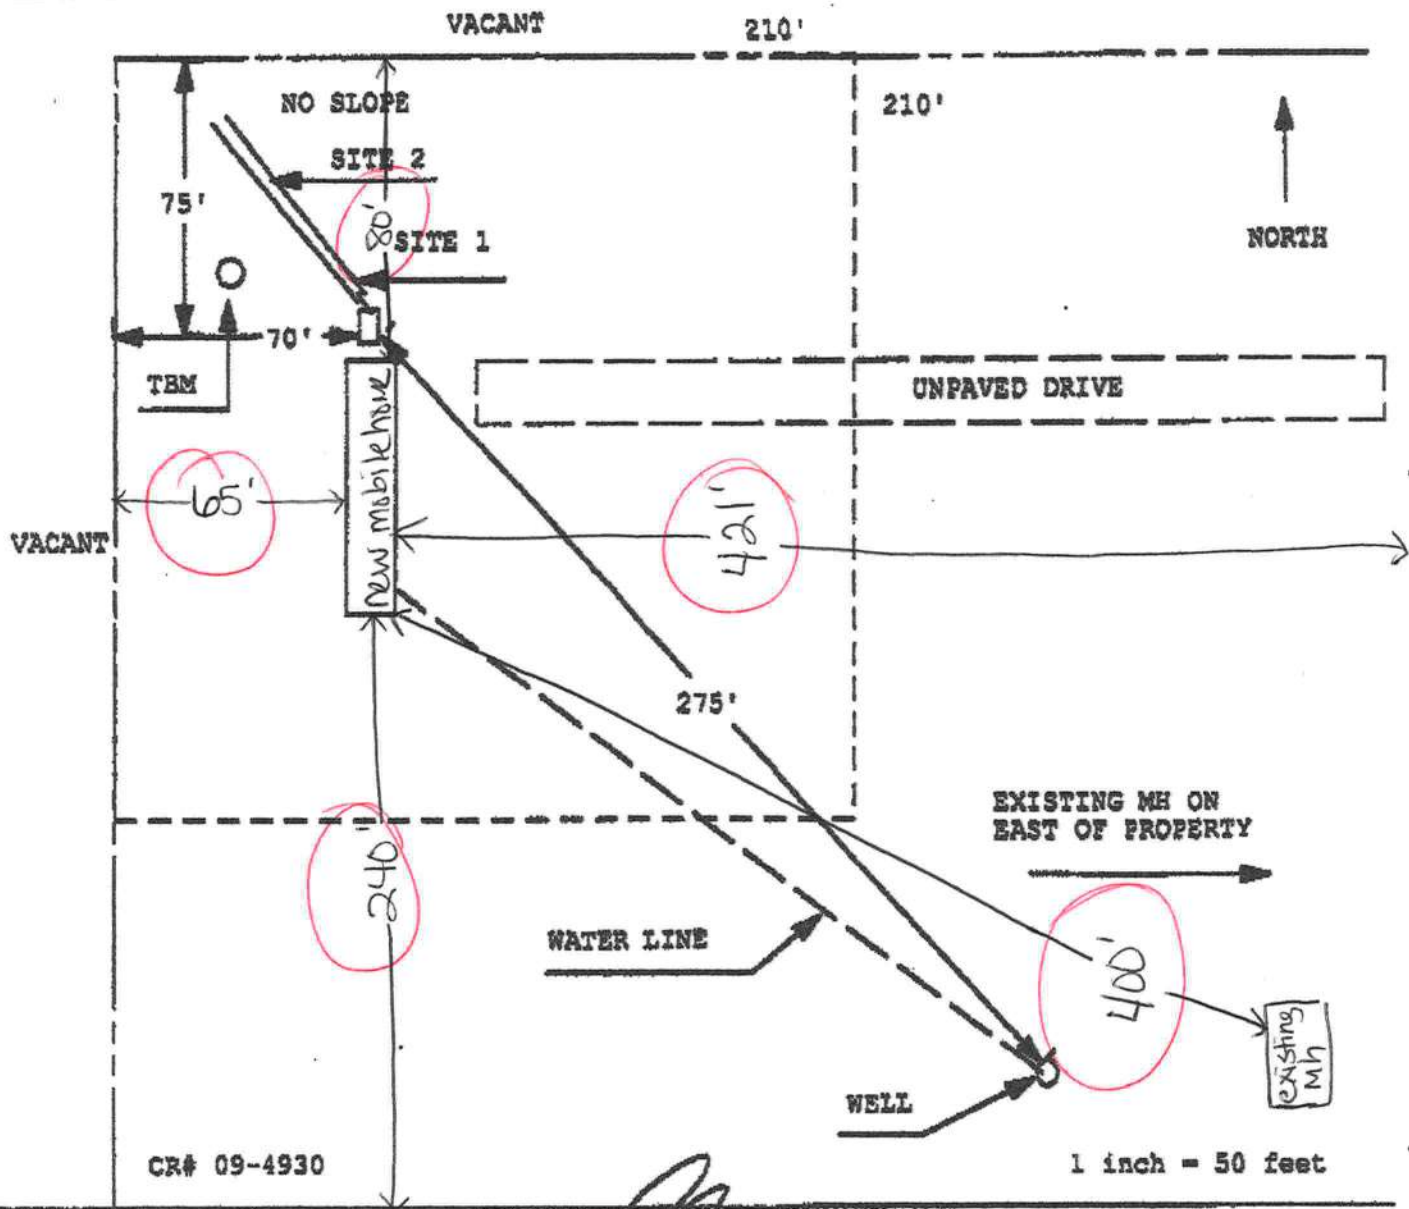 VACANT 210'
210'
NO SLOPE
SITE 2
75'
80'
SITE 1
NORTH
70'
TBM
UNPAVED DRIVE
new mobile home
65'
421'
VACANT
275'
EXISTING MH ON
EAST OF PROPERTY
240'
WATER LINE
400'
existing
Mh
WELL
CR# 09-4930
1 inch = 50 feet